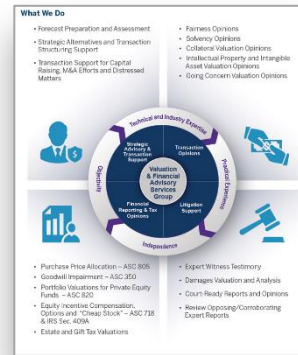 What We Do
• Forecast Preparation and Assessment
• Strategic Alternatives and Transaction
Structuring Support
• Transaction Support for Capital
Raising, M&A Efforts and Distressed
Matters
• Fairness Opinions
• Solvency Opinions
• Collateral Valuation Opinions
• Intellectual Property and Intangible
Asset Valuation Opinions
• Going Concern Valuation Opinions
Technical and Industry Expertise
Objectivity
Practical Experience
Independence
Strategic
Advisory &
Transaction
Support
Transaction
Opinions
Valuation
& Financial
Advisory
Services
Group
Financial
Reporting & Tax
Opinions
Litigation
Support
• Purchase Price Allocation – ASC 805
• Goodwill Impairment – ASC 350
• Portfolio Valuations for Private Equity
Funds – ASC 820
• Equity Incentive Compensation,
Options and "Cheap Stock" – ASC 718
& IRS Sec. 409A
• Estate and Gift Tax Valuations
• Expert Witness Testimony
• Damages Valuation and Analysis
• Court-Ready Reports and Opinions
• Review Opposing/Corroborating
Expert Reports